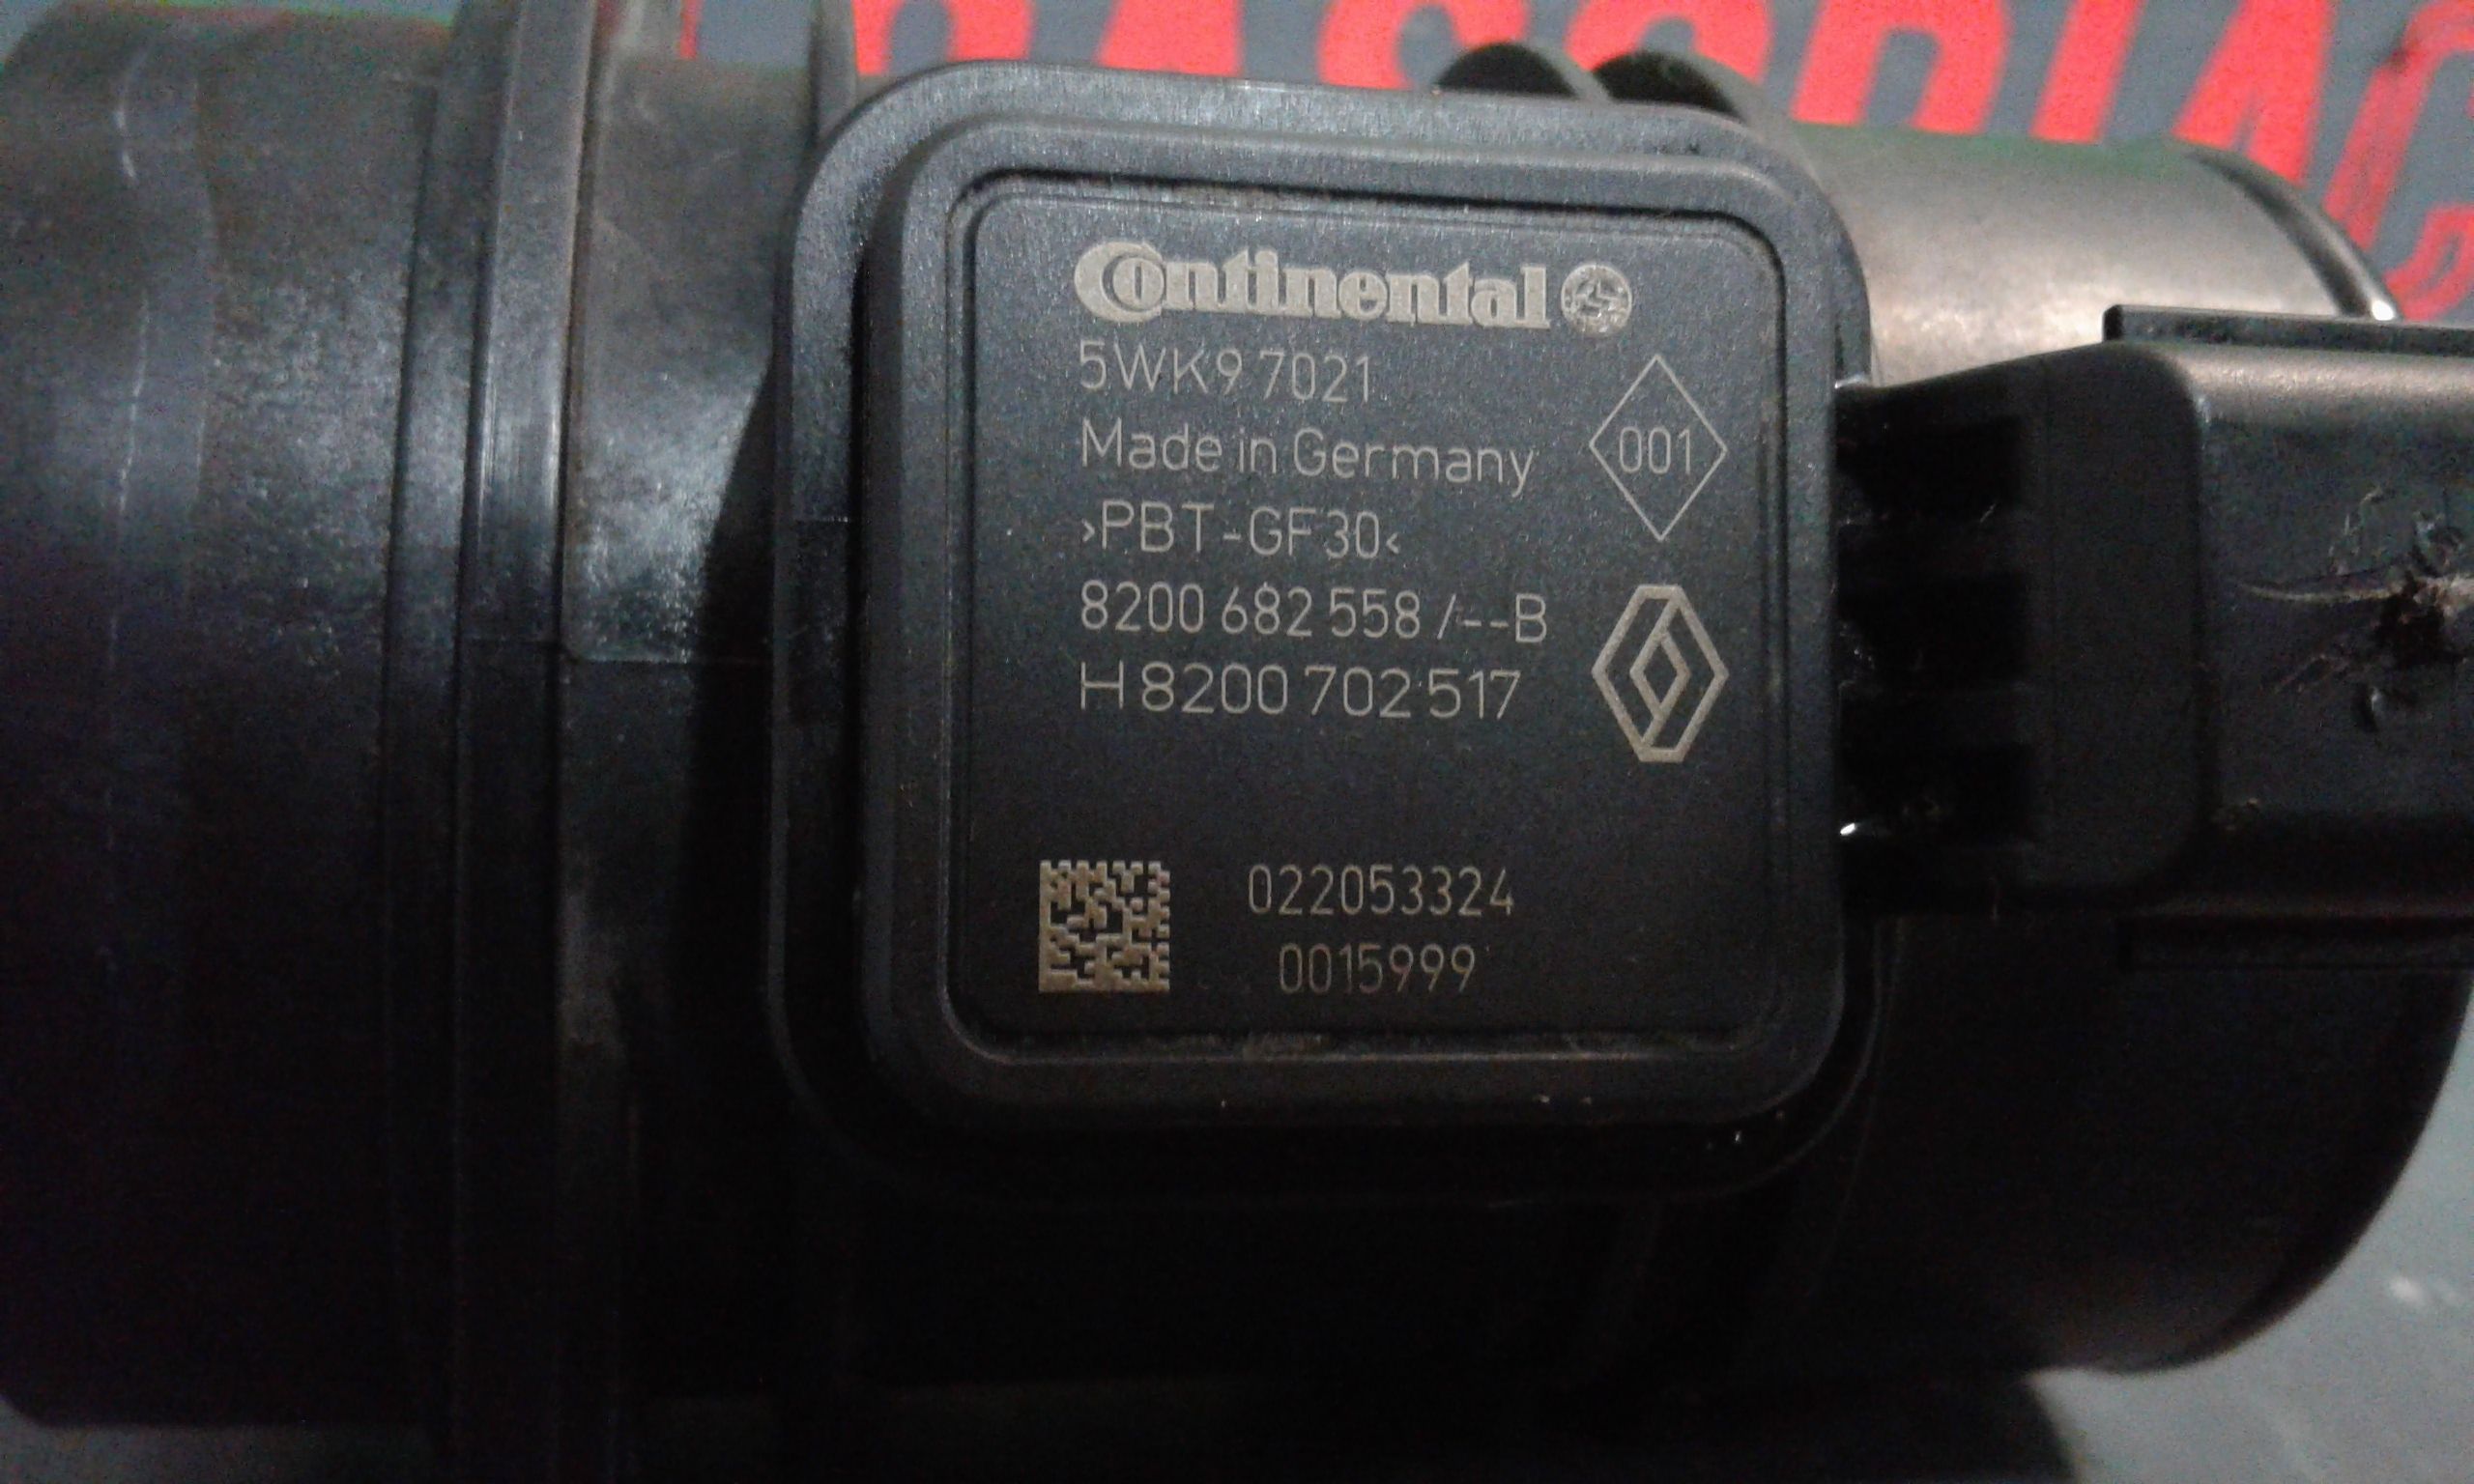 Continental
5WK9 7021
Made in Germany
001
>PBT-GF30<
8200 682 558 /--B
H 8200 702 517
022053324
0015999